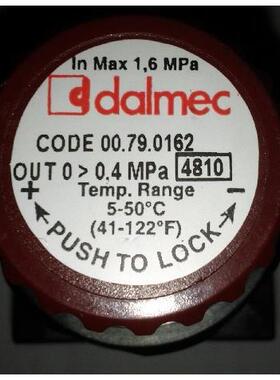 In Max 1,6 MPa
dalmec
CODE 00.79.0162
OUT 0 > 0,4 MPa 4810
+ Temp. Range -
5-50°C
(41-122°F)
PUSH TO LOCK